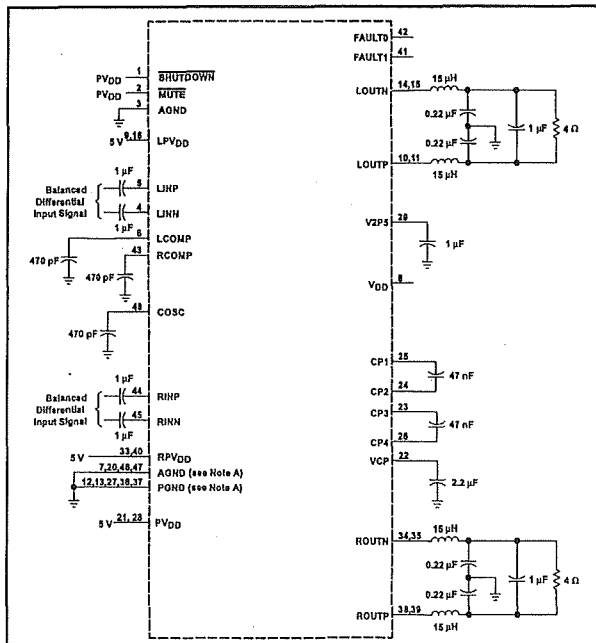 FAULT0 42
FAULT1 41
PVDD 1 SHUTDOWN
PVDD 2 MUTE
3 AGND
5 V 9,16 LPVDD
LOUTN 14,15 15 µH
0.22 µF
0.22 µF
1 µF
4 Ω
LOUTP 10,11
15 µH
Balanced
Differential
Input Signal
1 µF
5 LINP
4 LINN
1 µF
6 LCOMP
43 RCOMP
470 pF
470 pF
V2P5 29
1 µF
VDD 8
48 COSC
470 pF
CP1 25
47 nF
CP2 24
CP3 23
47 nF
CP4 26
VCP 22
2.2 µF
Balanced
Differential
Input Signal
1 µF
44 RINP
45 RINN
1 µF
5 V 33,40 RPVDD
7,20,46,47 AGND (see Note A)
12,13,27,36,37 PGND (see Note A)
5 V 21, 28 PVDD
ROUTN 34,35 15 µH
0.22 µF
0.22 µF
1 µF
4 Ω
ROUTP 38,39
15 µH